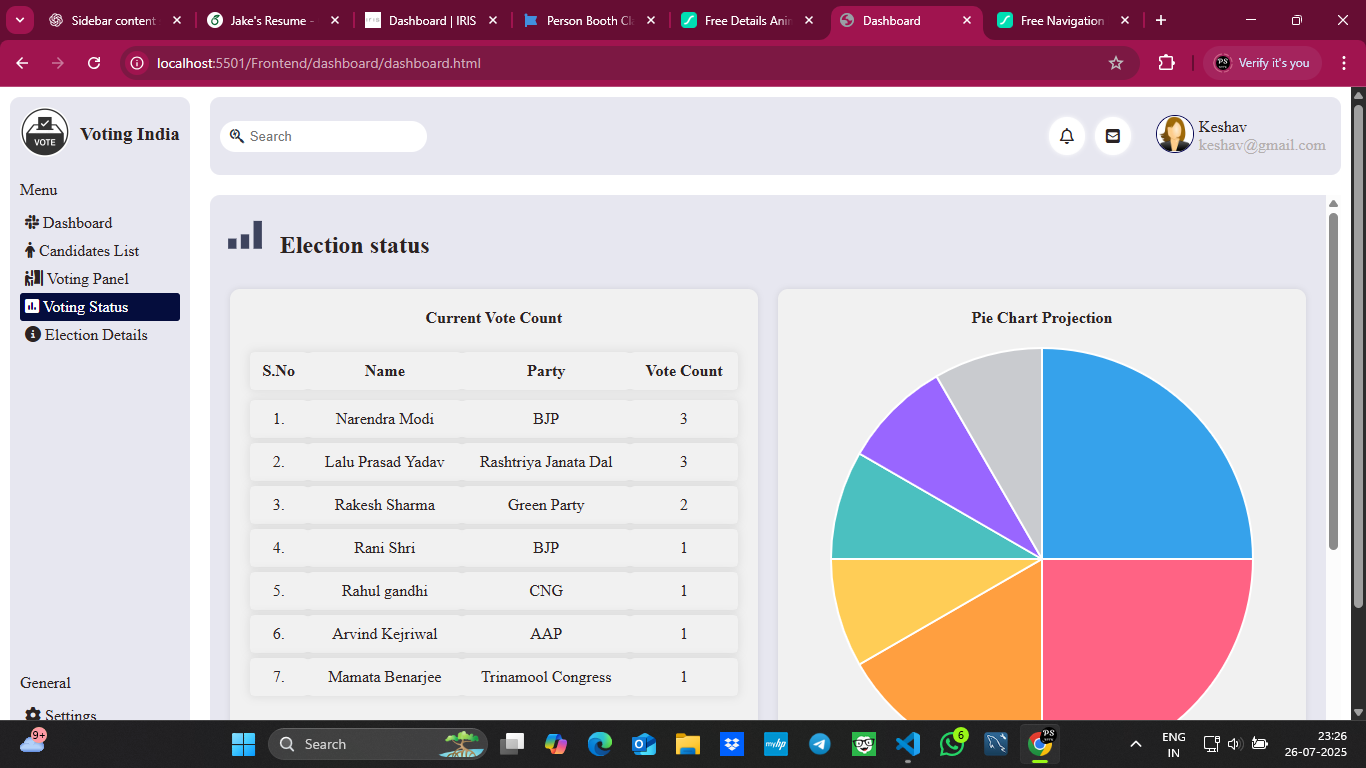 Sidebar content
Jake's Resume -
Dashboard | IRIS
Person Booth Cl
Free Details Ani
Dashboard
Free Navigation
localhost:5501/Frontend/dashboard/dashboard.html
PS
Verify it's you
VOTE
Voting India
Search
Keshav
keshav@gmail.com
Menu
Dashboard
Candidates List
Voting Panel
Voting Status
Election Details
General
Settings
Election status
Current Vote Count
S.No Name Party Vote Count
1. Narendra Modi BJP 3
2. Lalu Prasad Yadav Rashtriya Janata Dal 3
3. Rakesh Sharma Green Party 2
4. Rani Shri BJP 1
5. Rahul gandhi CNG 1
6. Arvind Kejriwal AAP 1
7. Mamata Benarjee Trinamool Congress 1
Pie Chart Projection
9+
Search
myhp
6
PS
ENG
IN
23:26
26-07-2025